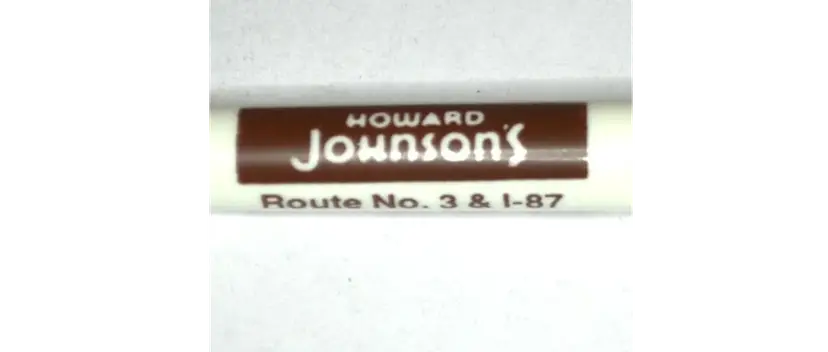 HOWARD
JOHNSON'S
Route No. 3 & I-87